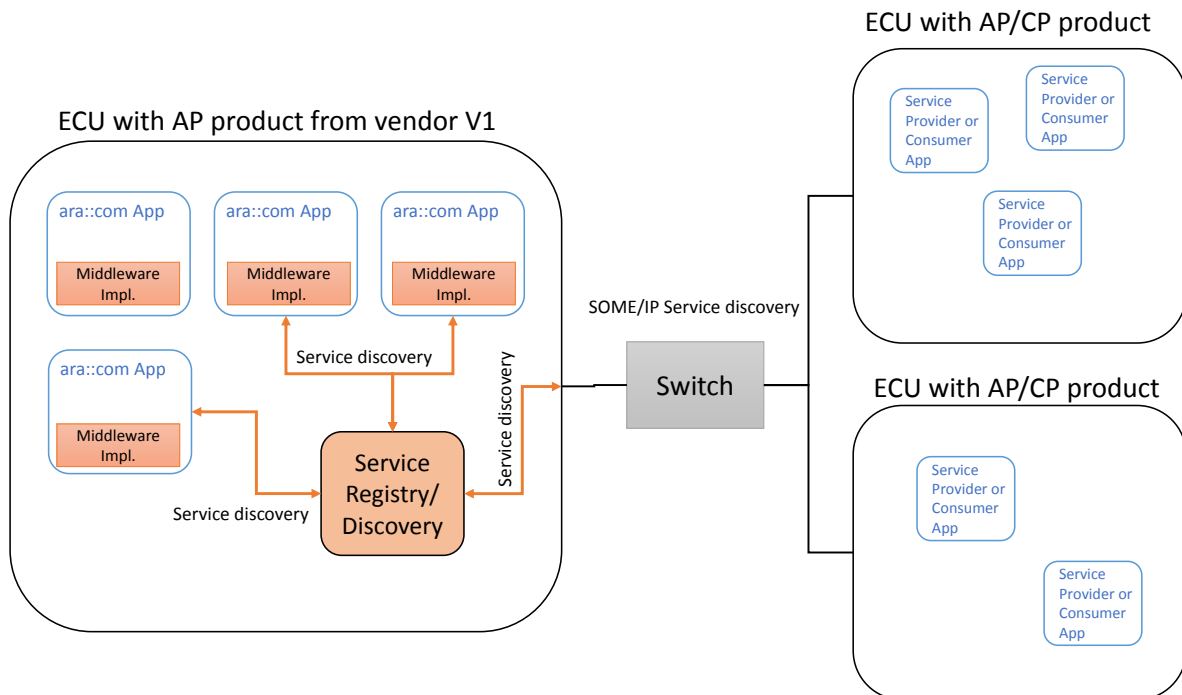 ECU with AP product from vendor V1
ara::com App
Middleware
Impl.
ara::com App
Middleware
Impl.
ara::com App
Middleware
Impl.
Service discovery
ara::com App
Middleware
Impl.
Service discovery
Service
Registry/
Discovery
Service discovery
SOME/IP Service discovery
Switch
ECU with AP/CP product
Service
Provider or
Consumer
App
Service
Provider or
Consumer
App
Service
Provider or
Consumer
App
ECU with AP/CP product
Service
Provider or
Consumer
App
Service
Provider or
Consumer
App